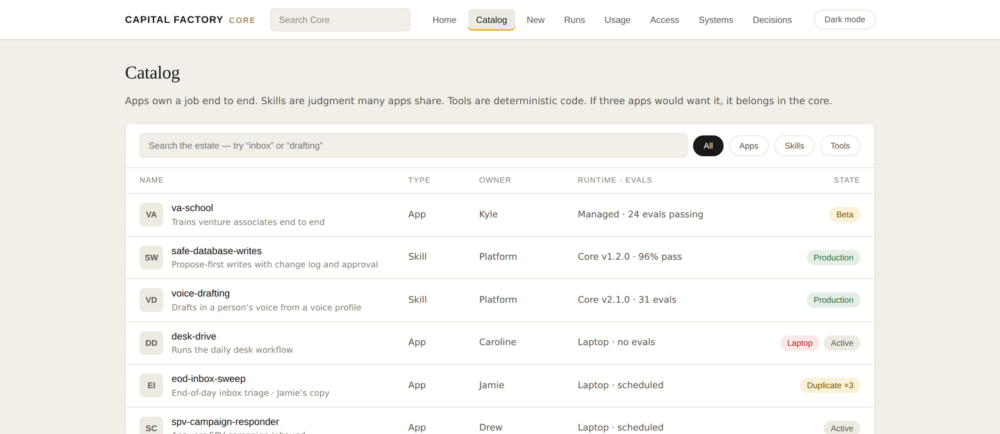 CAPITAL FACTORY CORE Search Core Home Catalog New Runs Usage Access Systems Decisions Dark mode
Catalog
Apps own a job end to end. Skills are judgment many apps share. Tools are deterministic code. If three apps would want it, it belongs in the core.
Search the estate — try “inbox” or “drafting” All Apps Skills Tools
NAME TYPE OWNER RUNTIME · EVALS STATE
VA va-school App Kyle Managed · 24 evals passing Beta
Trains venture associates end to end
SW safe-database-writes Skill Platform Core v1.2.0 · 96% pass Production
Propose-first writes with change log and approval
VD voice-drafting Skill Platform Core v2.1.0 · 31 evals Production
Drafts in a person’s voice from a voice profile
DD desk-drive App Caroline Laptop · no evals Laptop Active
Runs the daily desk workflow
EI eod-inbox-sweep App Jamie Laptop · scheduled Duplicate ×3
End-of-day inbox triage · Jamie’s copy
SC spv-campaign-responder App Drew Laptop · scheduled Active